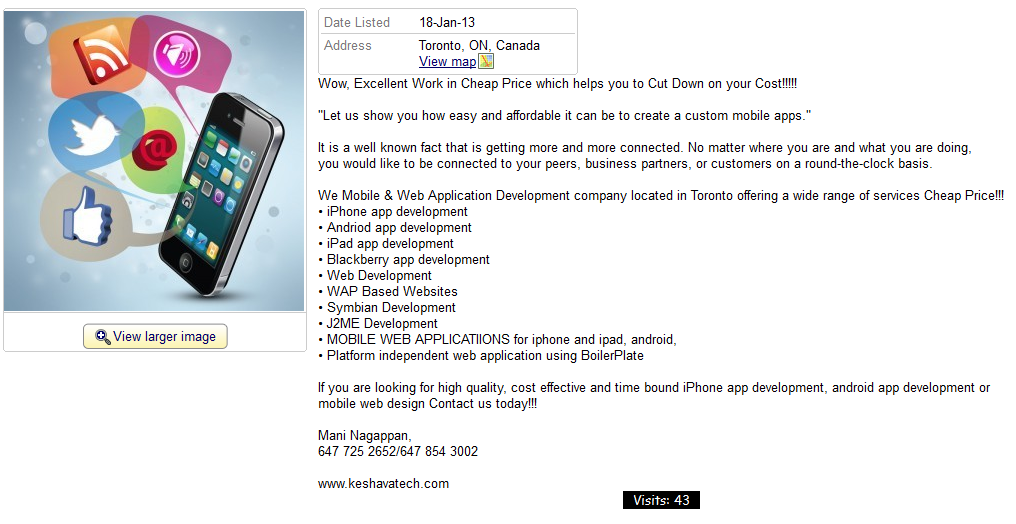 Date Listed 18-Jan-13
Address Toronto, ON, Canada
View map
Wow, Excellent Work in Cheap Price which helps you to Cut Down on your Cost!!!!!
"Let us show you how easy and affordable it can be to create a custom mobile apps."
It is a well known fact that is getting more and more connected. No matter where you are and what you are doing,
you would like to be connected to your peers, business partners, or customers on a round-the-clock basis.
We Mobile & Web Application Development company located in Toronto offering a wide range of services Cheap Price!!!
• iPhone app development
• Andriod app development
• iPad app development
• Blackberry app development
• Web Development
• WAP Based Websites
• Symbian Development
• J2ME Development
• MOBILE WEB APPLICATIIONS for iphone and ipad, android,
• Platform independent web application using BoilerPlate
If you are looking for high quality, cost effective and time bound iPhone app development, android app development or
mobile web design Contact us today!!!
Mani Nagappan,
647 725 2652/647 854 3002
www.keshavatech.com
@
View larger image
Visits: 43